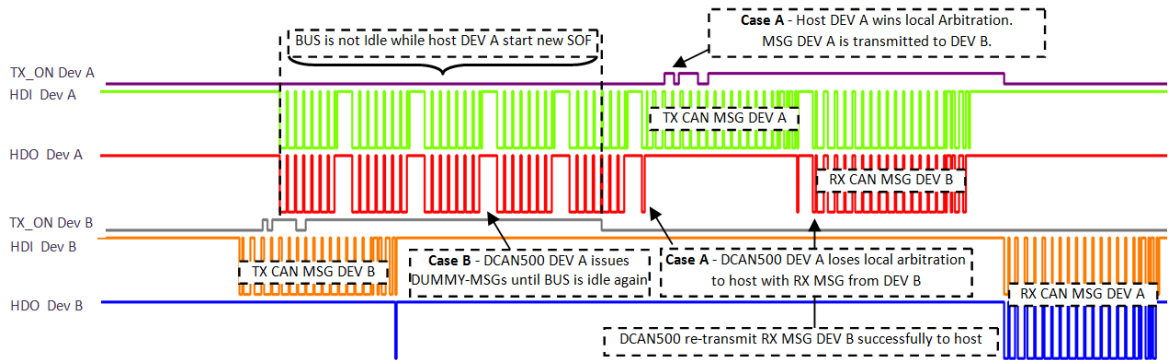 Case A - Host DEV A wins local Arbitration.
MSG DEV A is transmitted to DEV B.
BUS is not Idle while host DEV A start new SOF
TX_ON Dev A
HDI Dev A
TX CAN MSG DEV A
HDO Dev A
RX CAN MSG DEV B
TX_ON Dev B
HDI Dev B
TX CAN MSG DEV B
Case B - DCAN500 DEV A issues
DUMMY-MSGs until BUS is idle again
Case A - DCAN500 DEV A loses local arbitration
to host with RX MSG from DEV B
HDO Dev B
RX CAN MSG DEV A
DCAN500 re-transmit RX MSG DEV B successfully to host